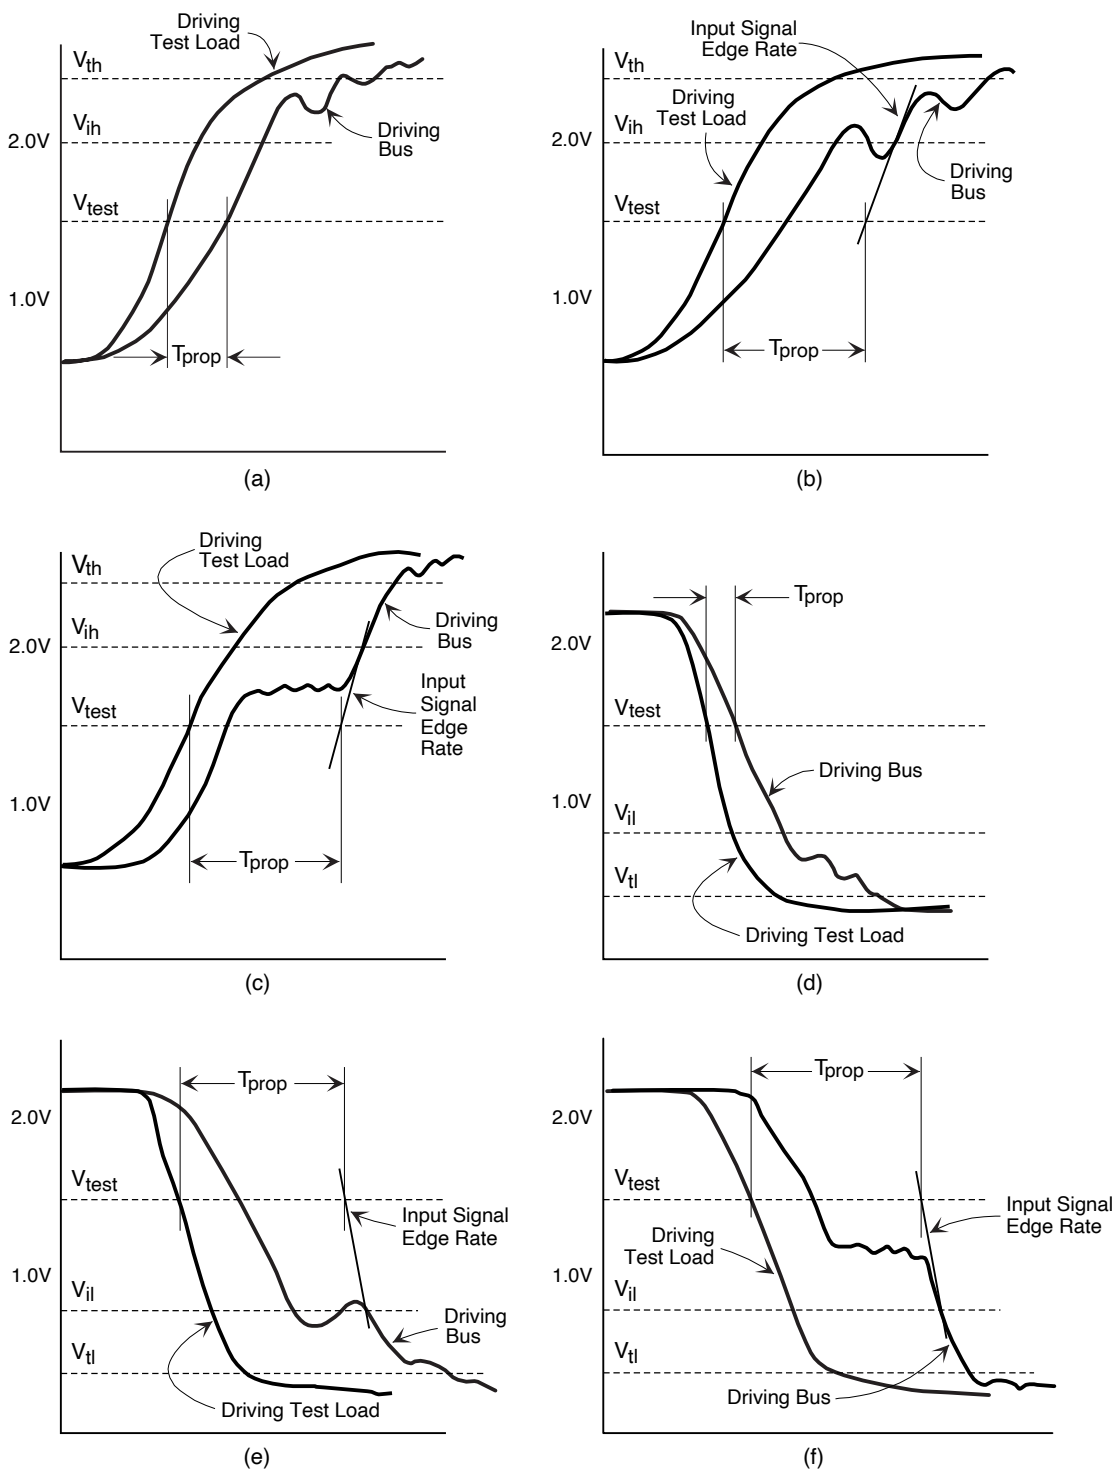 Driving
Test Load
Vth
Vih
2.0V
Driving
Bus
Vtest
1.0V
Tprop
(a)
Input Signal
Edge Rate
Vth
Driving
Test Load
Vih
2.0V
Driving
Bus
Vtest
1.0V
Tprop
(b)
Driving
Test Load
Vth
Vih
2.0V
Driving
Bus
Input
Signal
Edge
Rate
Vtest
1.0V
Tprop
(c)
Tprop
2.0V
Vtest
Driving Bus
1.0V
Vil
Vtl
Driving Test Load
(d)
Tprop
2.0V
Vtest
Input Signal
Edge Rate
1.0V
Vil
Driving
Bus
Vtl
Driving Test Load
(e)
Tprop
2.0V
Vtest
Input Signal
Edge Rate
Driving
Test Load
1.0V
Vil
Vtl
Driving Bus
(f)